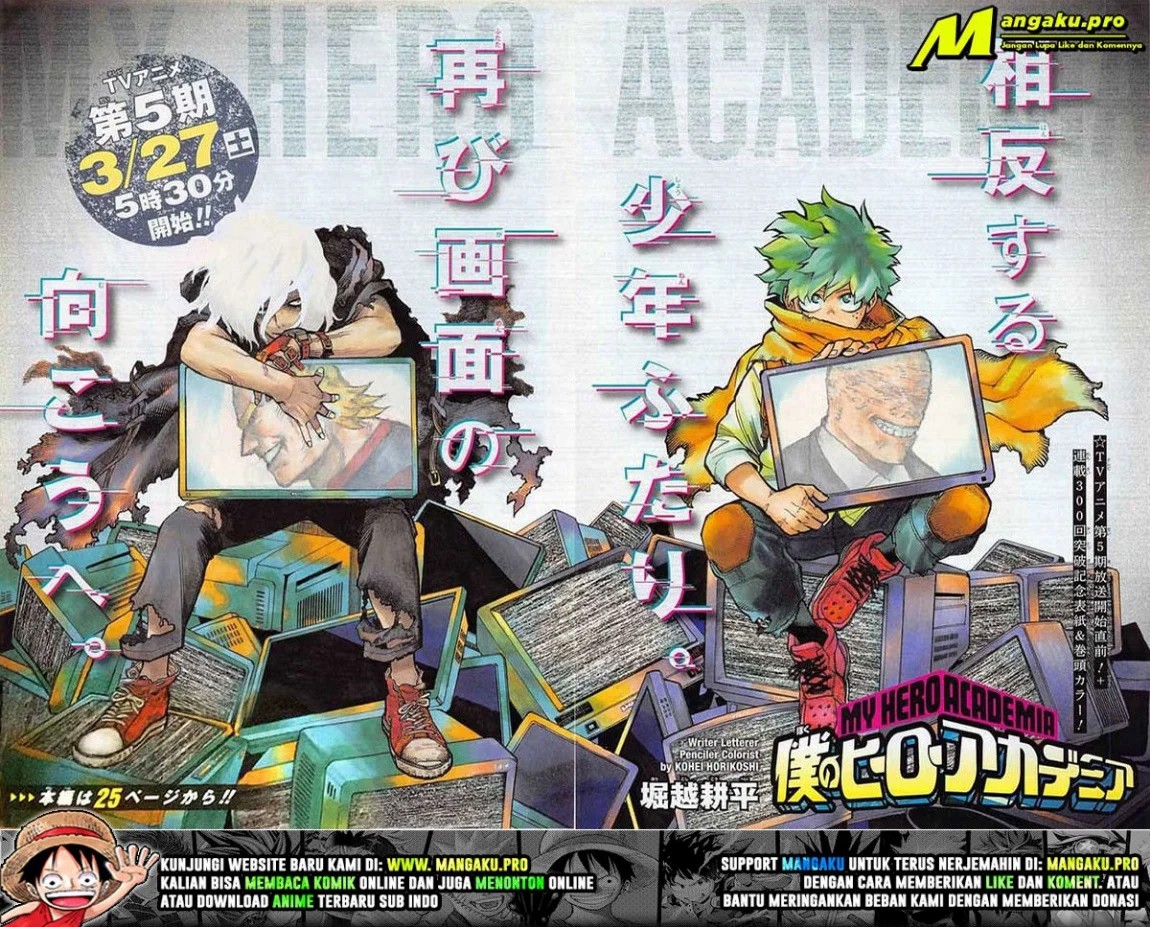 MY HERO ACADEMIA
Mangaku.pro
Jangan Lupa Like dan Komennya
相反する
少年ふたり。
再び画面の
向こうへ。
TVアニメ
第5期
3/27土
5時30分
開始!!
☆TVアニメ第5期放送開始直前!+
連載300回突破記念表紙&巻頭カラー!
Writer Letterer
Penciler Colorist
by KOHEI HORIKOSHI
堀越耕平
MY HERO ACADEMIA
僕のヒーローアカデミア
本編は25ページから!!
KUNJUNGI WEBSITE BARU KAMI DI: WWW. MANGAKU.PRO
KALIAN BISA MEMBACA KOMIK ONLINE DAN JUGA MENONTON ONLINE
ATAU DOWNLOAD ANIME TERBARU SUB INDO
SUPPORT MANGAKU UNTUK TERUS NERJEMAHIN DI: MANGAKU.PRO
DENGAN CARA MEMBERIKAN LIKE DAN KOMENT. ATAU
BANTU MERINGANKAN BEBAN KAMI DENGAN MEMBERIKAN DONASI